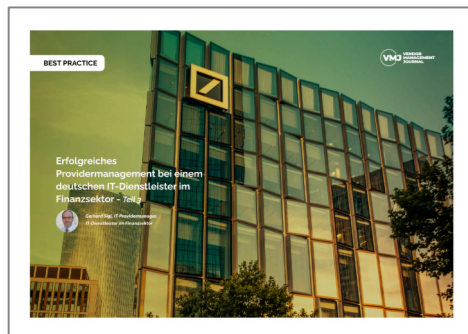 BEST PRACTICE
VMJ VENDOR
MANAGEMENT
JOURNAL
Erfolgreiches
Providermanagement bei einem
deutschen IT-Dienstleister im
Finanzsektor - Teil 3
Gerhard Sigl, IT-Providermanager,
IT-Dienstleister im Finanzsektor